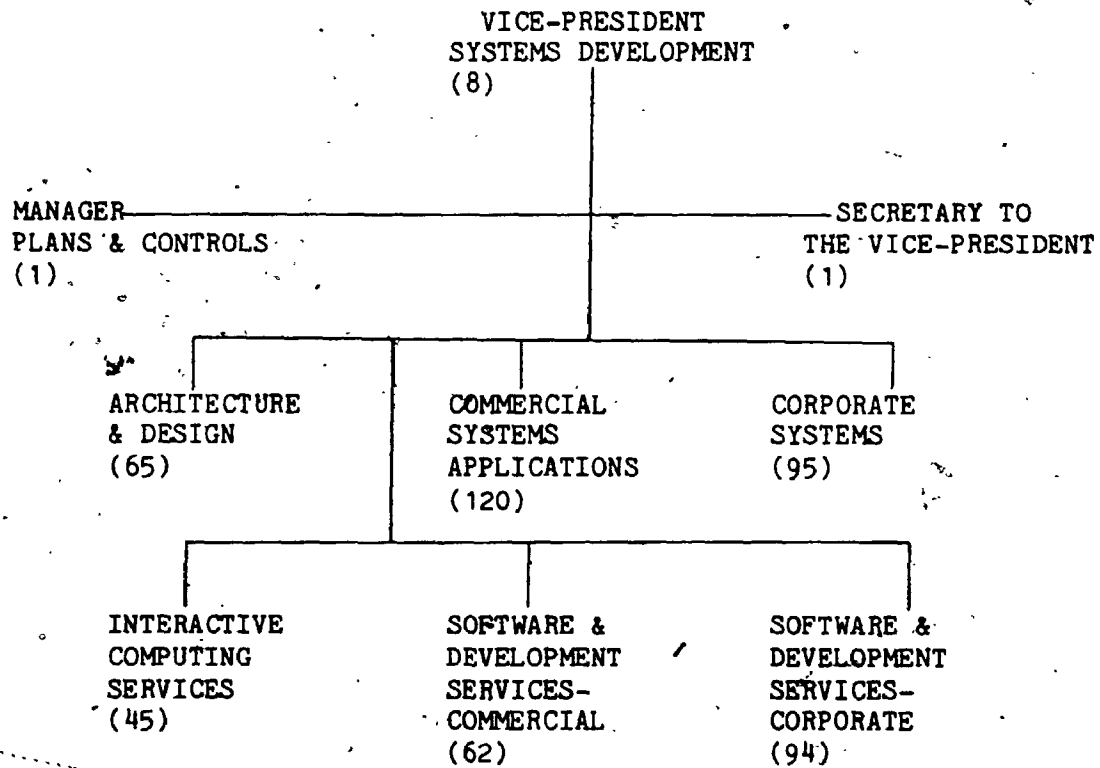 VICE-PRESIDENT
SYSTEMS DEVELOPMENT
(8)
MANAGER
PLANS & CONTROLS
(1)
SECRETARY TO
THE VICE-PRESIDENT
(1)
ARCHITECTURE
& DESIGN
(65)
COMMERCIAL
SYSTEMS
APPLICATIONS
(120)
CORPORATE
SYSTEMS
(95)
INTERACTIVE
COMPUTING
SERVICES
(45)
SOFTWARE &
DEVELOPMENT
SERVICES-
COMMERCIAL
(62)
SOFTWARE &
DEVELOPMENT
SERVICES-
CORPORATE
(94)